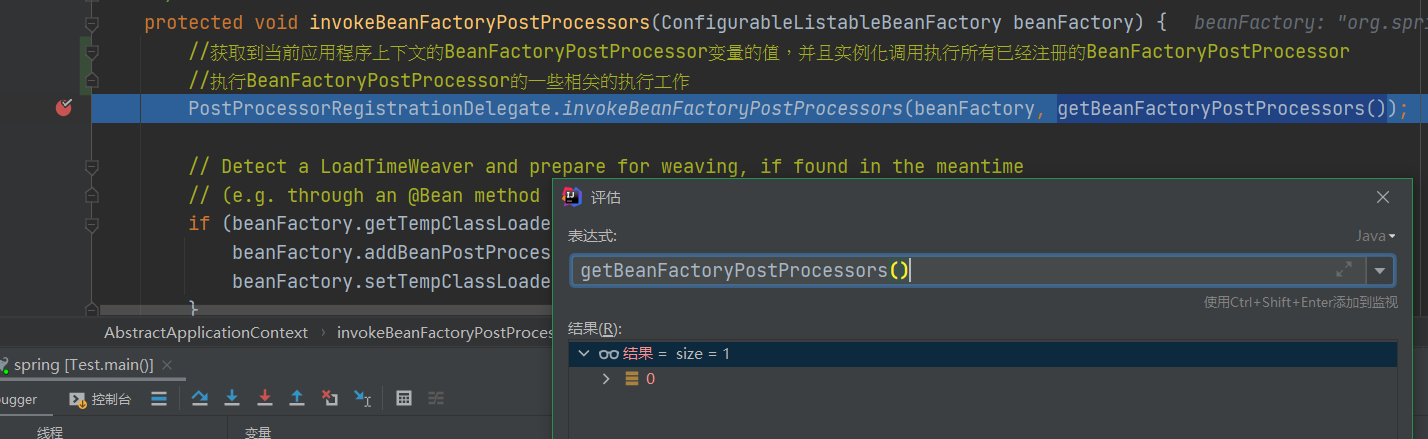 protected void invokeBeanFactoryPostProcessors(ConfigurableListableBeanFactory beanFactory) { beanFactory: "org.spri
//获取到当前应用程序上下文的BeanFactoryPostProcessor变量的值，并且实例化调用执行所有已经注册的BeanFactoryPostProcessor
//执行BeanFactoryPostProcessor的一些相关的执行工作
PostProcessorRegistrationDelegate.invokeBeanFactoryPostProcessors(beanFactory, getBeanFactoryPostProcessors());
// Detect a LoadTimeWeaver and prepare for weaving, if found in the meantime
// (e.g. through an @Bean method
if (beanFactory.getTempClassLoade
beanFactory.addBeanPostProces
beanFactory.setTempClassLoade
}
评估
表达式:
Java
getBeanFactoryPostProcessors()
使用Ctrl+Shift+Enter添加到监视
结果(R):
结果 = size = 1
0
AbstractApplicationContext › invokeBeanFactoryPostProces
spring [Test.main()]
ugger
控制台
线程
变量